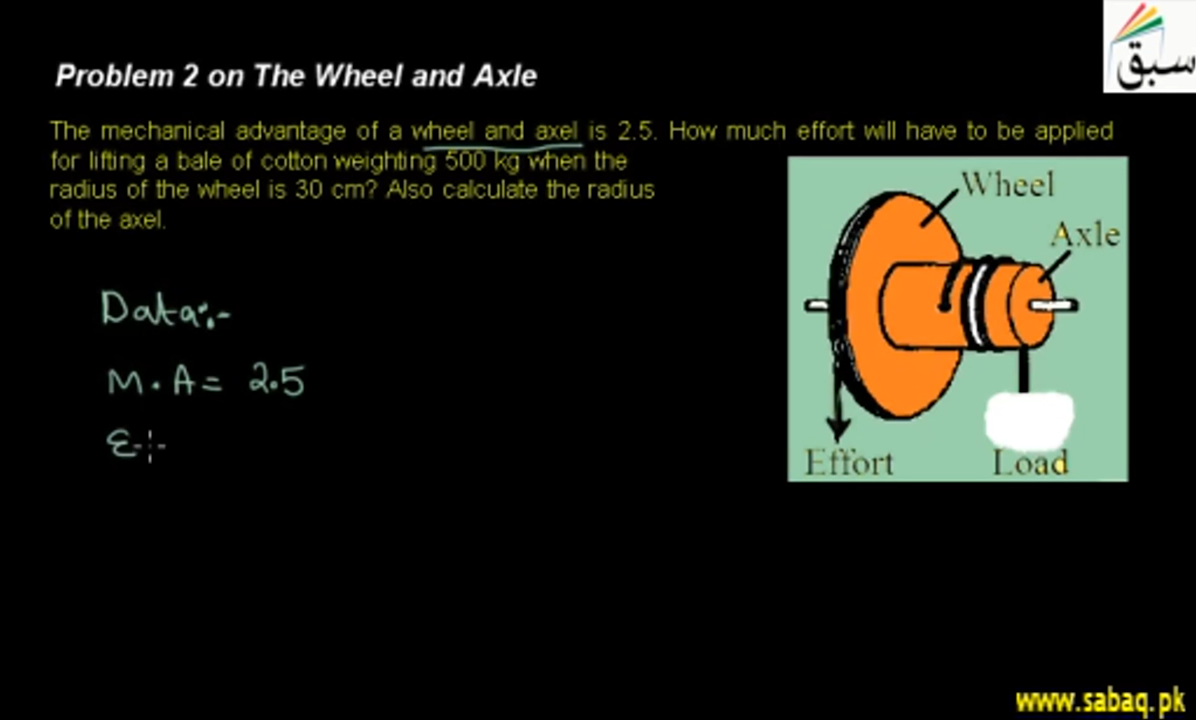 سبق
Problem 2 on The Wheel and Axle
The mechanical advantage of a wheel and axel is 2.5. How much effort will have to be applied
for lifting a bale of cotton weighting 500 kg when the
radius of the wheel is 30 cm? Also calculate the radius
of the axel.
Wheel
Axle
Effort
Load
Data:-
M.A = 2.5
E
www.sabaq.pk